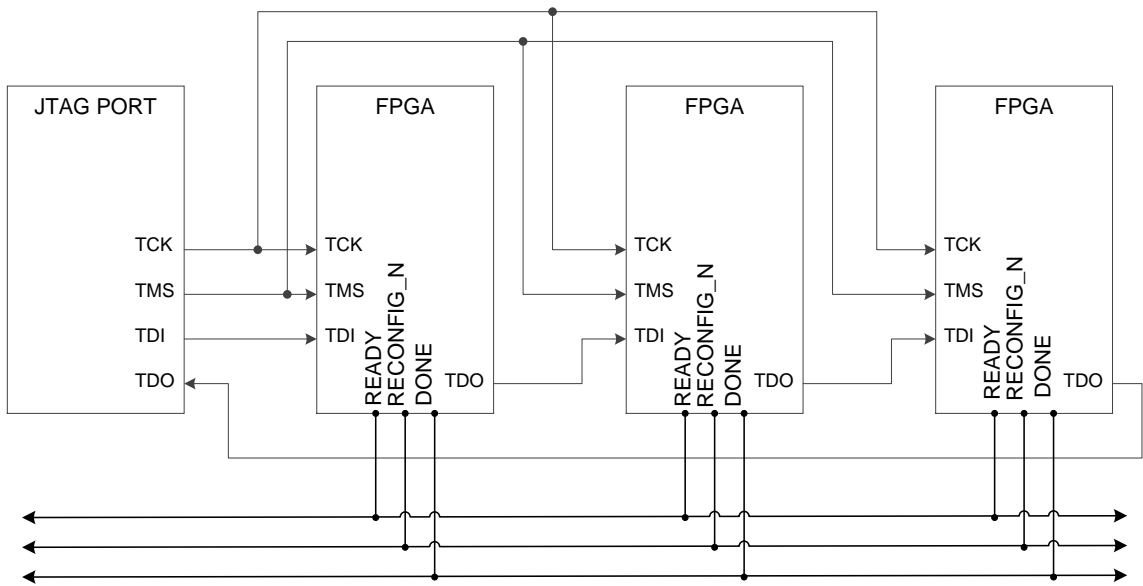 JTAG PORT
TCK
TMS
TDI
TDO
FPGA
TCK
TMS
TDI
READY
RECONFIG_N
DONE
TDO
FPGA
TCK
TMS
TDI
READY
RECONFIG_N
DONE
TDO
FPGA
TCK
TMS
TDI
READY
RECONFIG_N
DONE
TDO